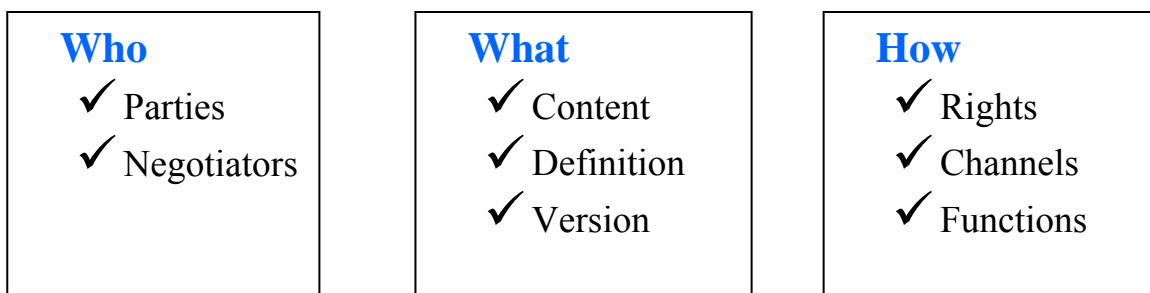 Who
✓ Parties
✓ Negotiators
What
✓ Content
✓ Definition
✓ Version
How
✓ Rights
✓ Channels
✓ Functions